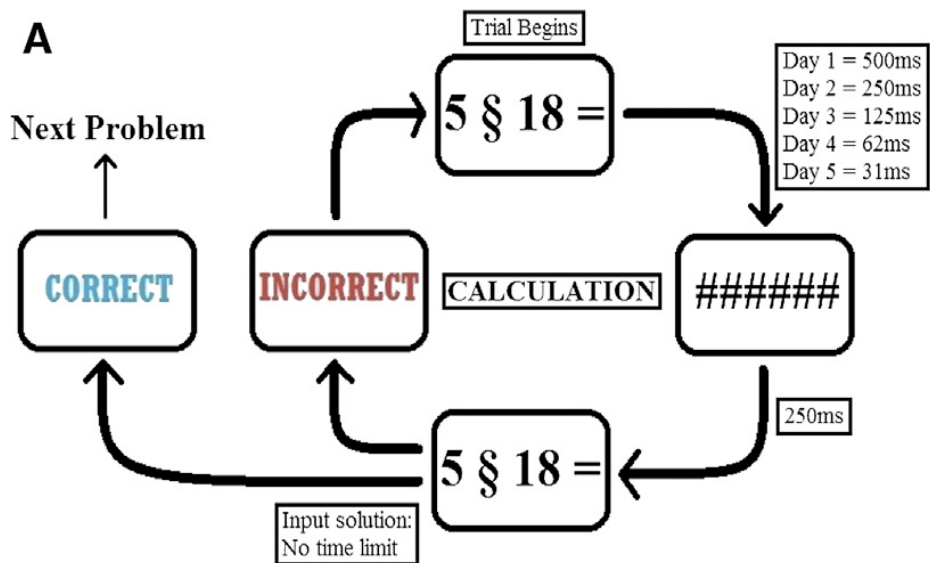 A
Trial Begins
5 § 18 =
Day 1 = 500ms
Day 2 = 250ms
Day 3 = 125ms
Day 4 = 62ms
Day 5 = 31ms
Next Problem
CORRECT
INCORRECT
CALCULATION
######
250ms
5 § 18 =
Input solution:
No time limit